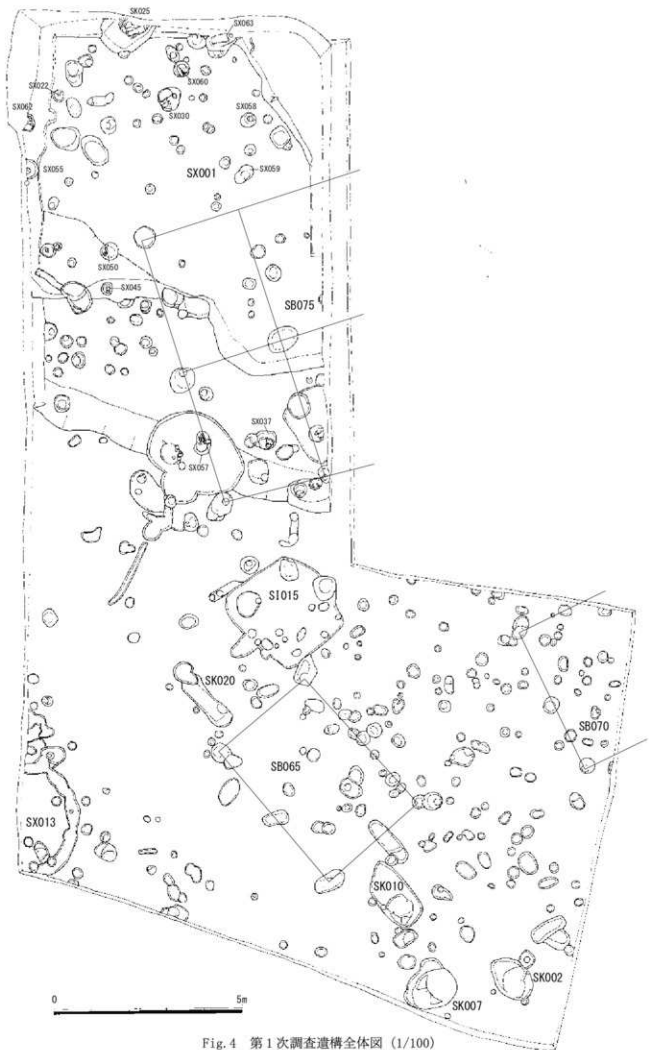 SK025
SX063
SX022
SX060
SX062
SX030
SX058
SX055
SX001
SX059
SX050
SX045
SB075
SX037
SX057
SI015
SK020
SB070
SB065
SX013
SK010
SK002
SK007
0 5m
Fig.4 第1次調査遺構全体図 (1/100)